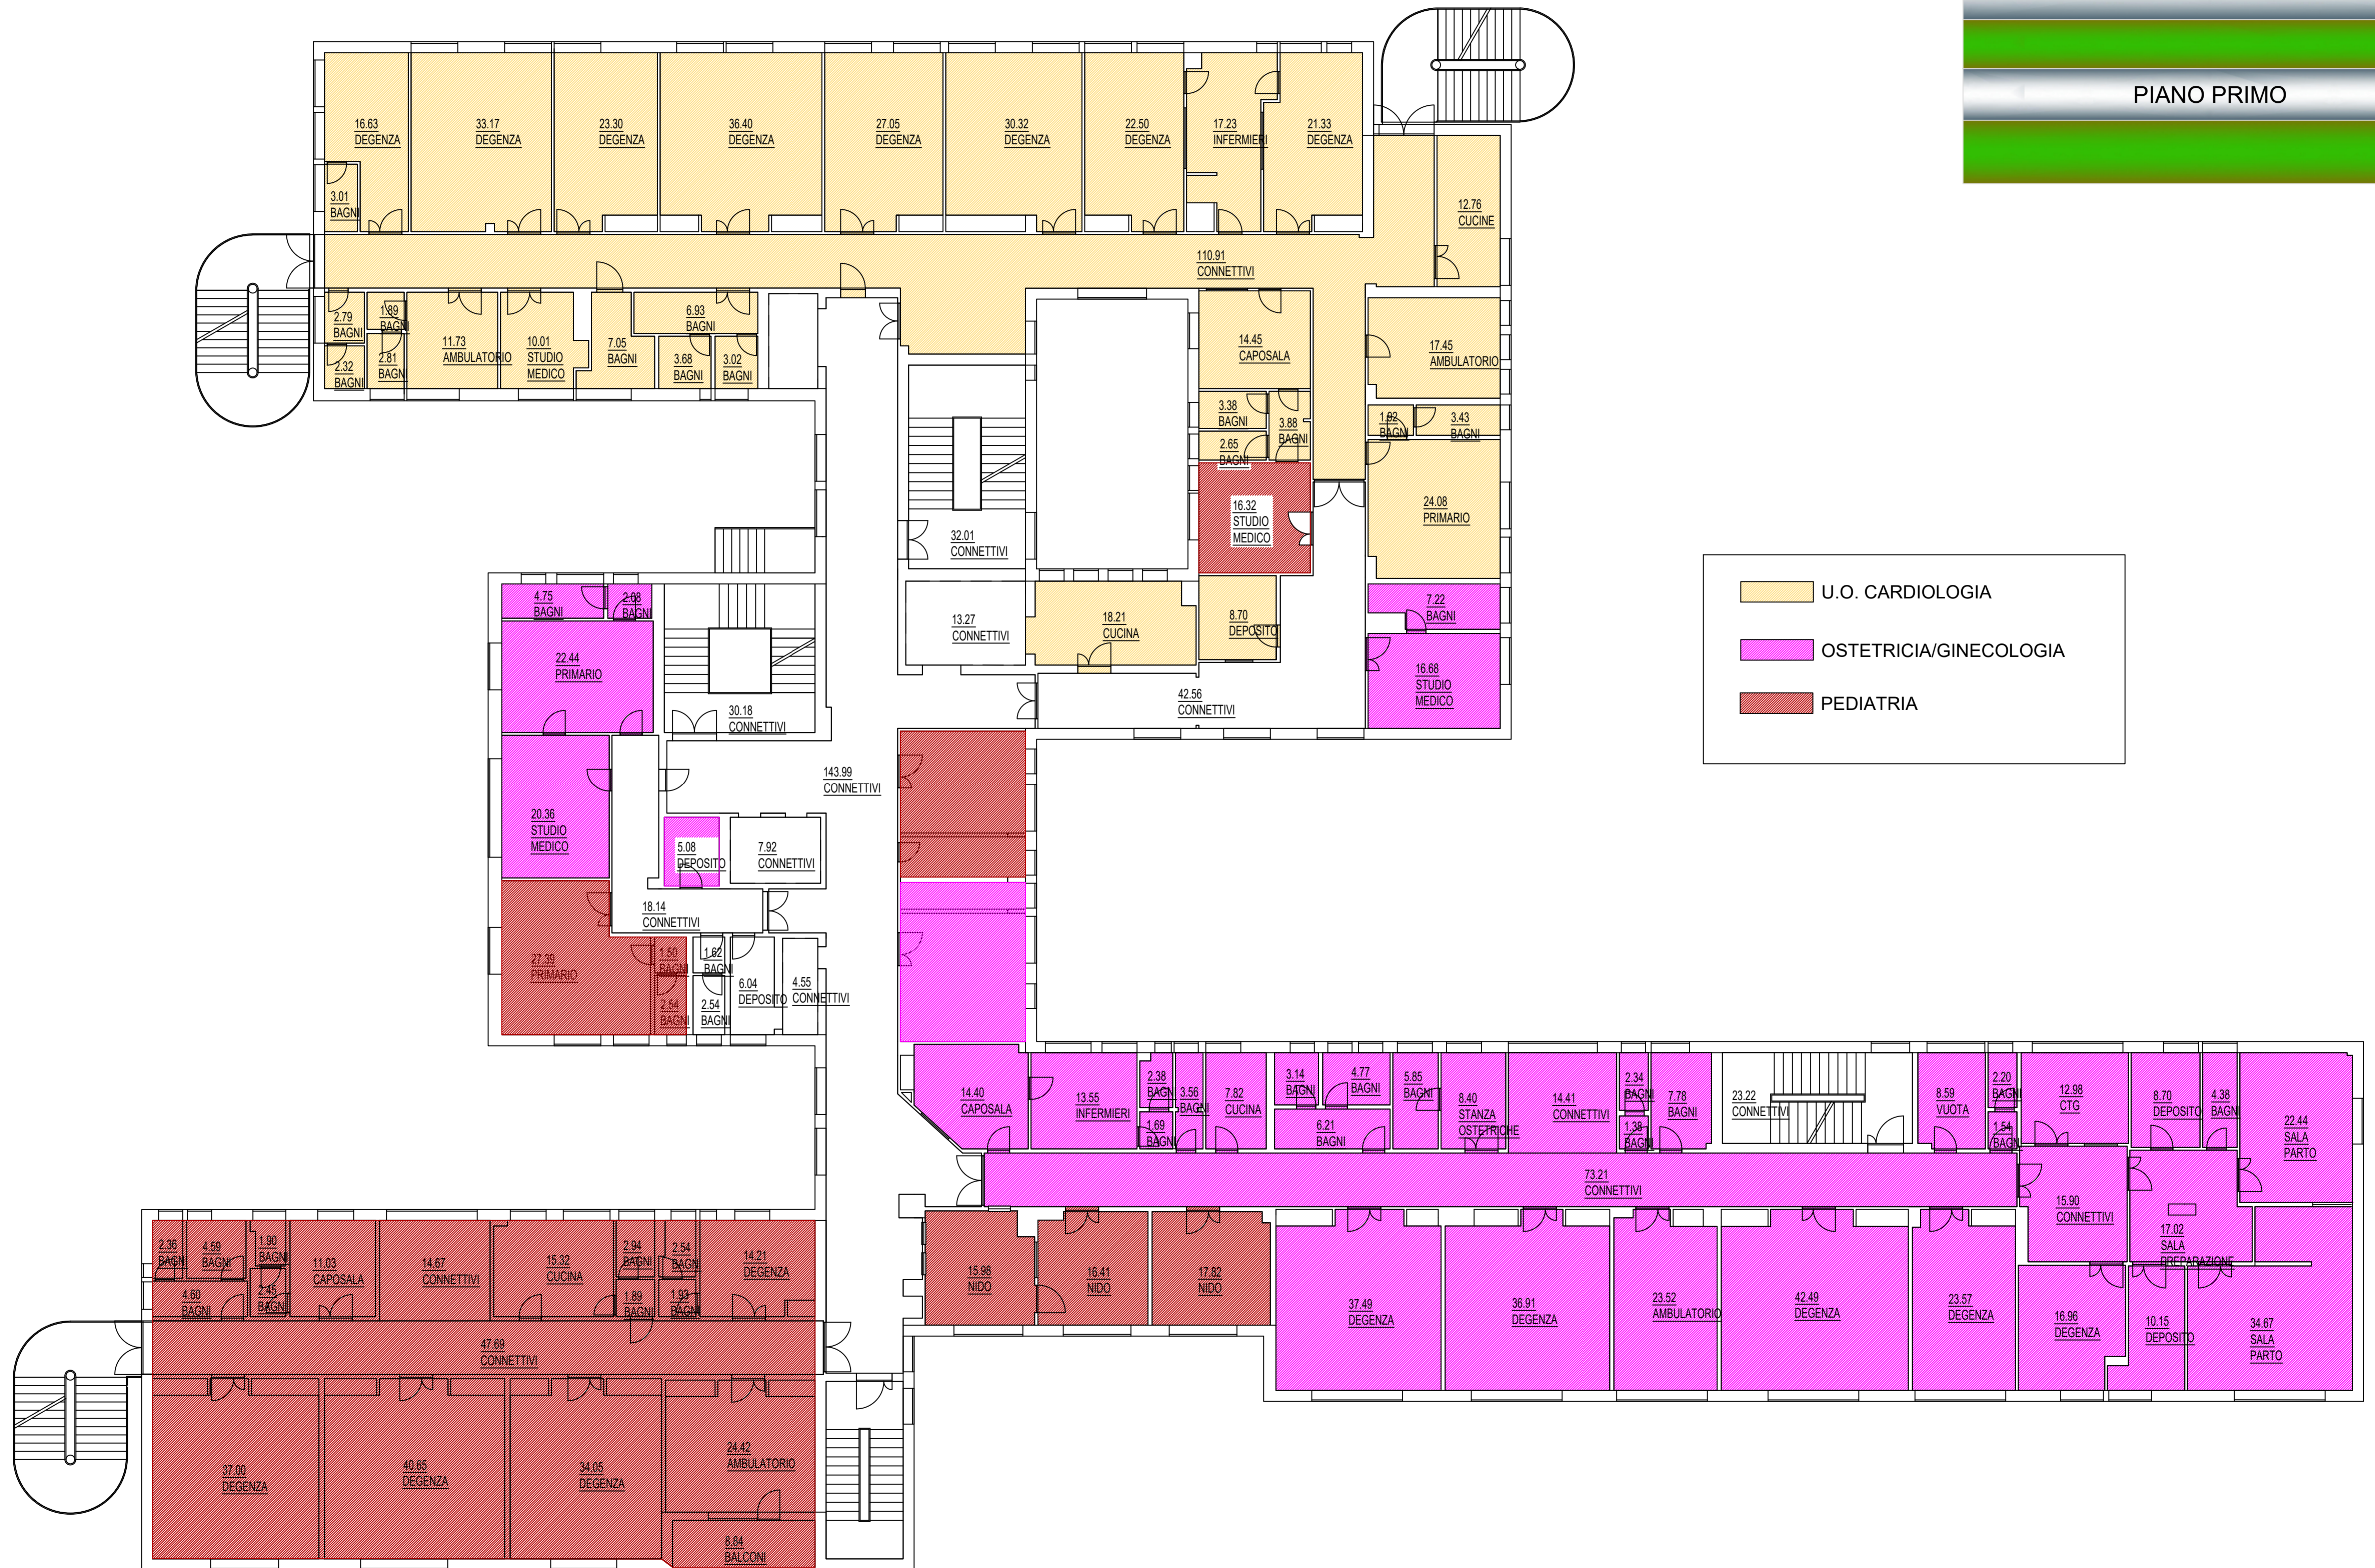 PIANO PRIMO
16.63
DEGENZA
33.17
DEGENZA
23.30
DEGENZA
36.40
DEGENZA
27.05
DEGENZA
30.32
DEGENZA
22.50
DEGENZA
17.23
INFERMIERI
21.33
DEGENZA
3.01
BAGNI
12.76
CUCINE
110.91
CONNETTIVI
2.79
BAGNI
1.89
BAGNI
2.32
BAGNI
2.81
BAGNI
11.73
AMBULATORIO
10.01
STUDIO
MEDICO
7.05
BAGNI
6.93
BAGNI
3.68
BAGNI
3.02
BAGNI
14.45
CAPOSALA
17.45
AMBULATORIO
3.38
BAGNI
3.88
BAGNI
2.65
BAGNI
1.92
BAGNI
3.43
BAGNI
16.32
STUDIO
MEDICO
24.08
PRIMARIO
32.01
CONNETTIVI
13.27
CONNETTIVI
18.21
CUCINA
8.70
DEPOSITO
7.22
BAGNI
16.68
STUDIO
MEDICO
42.56
CONNETTIVI
U.O. CARDIOLOGIA
OSTETRICIA/GINECOLOGIA
PEDIATRIA
4.75
BAGNI
2.08
BAGNI
22.44
PRIMARIO
30.18
CONNETTIVI
143.99
CONNETTIVI
20.36
STUDIO
MEDICO
5.08
DEPOSITO
7.92
CONNETTIVI
18.14
CONNETTIVI
27.39
PRIMARIO
1.50
BAGNI
1.62
BAGNI
2.54
BAGNI
2.54
BAGNI
6.04
DEPOSITO
4.55
CONNETTIVI
14.40
CAPOSALA
13.55
INFERMIERI
2.38
BAGNI
1.69
BAGNI
3.56
BAGNI
7.82
CUCINA
3.14
BAGNI
4.77
BAGNI
6.21
BAGNI
5.85
BAGNI
8.40
STANZA
OSTETRICHE
14.41
CONNETTIVI
2.34
BAGNI
1.38
BAGNI
7.78
BAGNI
23.22
CONNETTIVI
8.59
VUOTA
2.20
BAGNI
1.54
BAGNI
12.98
CTG
8.70
DEPOSITO
4.38
BAGNI
22.44
SALA
PARTO
73.21
CONNETTIVI
15.90
CONNETTIVI
17.02
SALA
PREPARAZIONE
15.96
NIDO
16.41
NIDO
17.82
NIDO
37.49
DEGENZA
36.91
DEGENZA
23.52
AMBULATORIO
42.49
DEGENZA
23.57
DEGENZA
16.96
DEGENZA
10.15
DEPOSITO
34.67
SALA
PARTO
2.36
BAGNI
4.59
BAGNI
1.90
BAGNI
4.60
BAGNI
2.45
BAGNI
11.03
CAPOSALA
14.67
CONNETTIVI
15.32
CUCINA
2.94
BAGNI
2.54
BAGNI
1.89
BAGNI
1.93
BAGNI
14.21
DEGENZA
47.69
CONNETTIVI
37.00
DEGENZA
40.65
DEGENZA
34.05
DEGENZA
24.42
AMBULATORIO
8.84
BALCONI